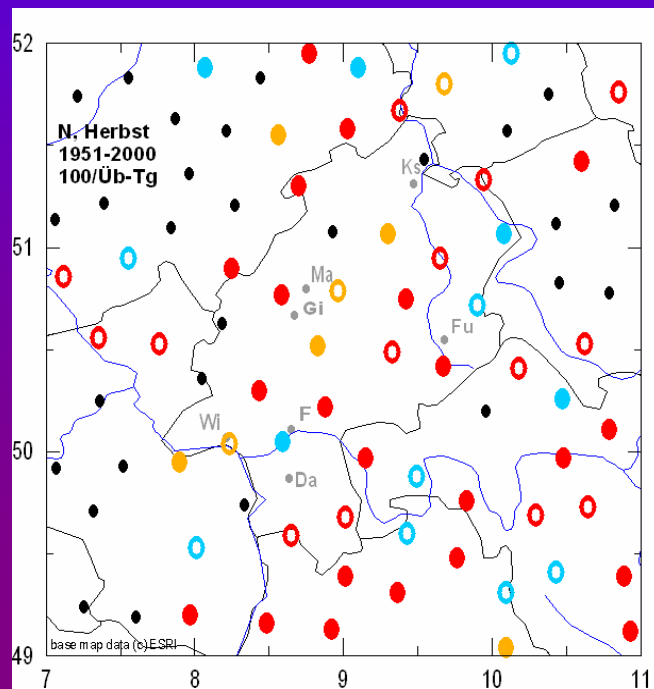 52
N, Herbst
1951-2000
100/Üb-Tg
Ks
51
Ma
Gi
Fu
Wi
F
50
Da
49
base map data (c) ESRI
7 8 9 10 11